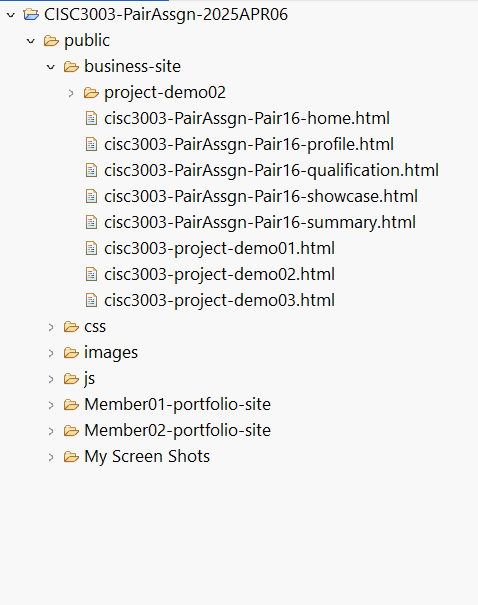 CISC3003-PairAssgn-2025APR06
public
business-site
project-demo02
cisc3003-PairAssgn-Pair16-home.html
cisc3003-PairAssgn-Pair16-profile.html
cisc3003-PairAssgn-Pair16-qualification.html
cisc3003-PairAssgn-Pair16-showcase.html
cisc3003-PairAssgn-Pair16-summary.html
cisc3003-project-demo01.html
cisc3003-project-demo02.html
cisc3003-project-demo03.html
css
images
js
Member01-portfolio-site
Member02-portfolio-site
My Screen Shots